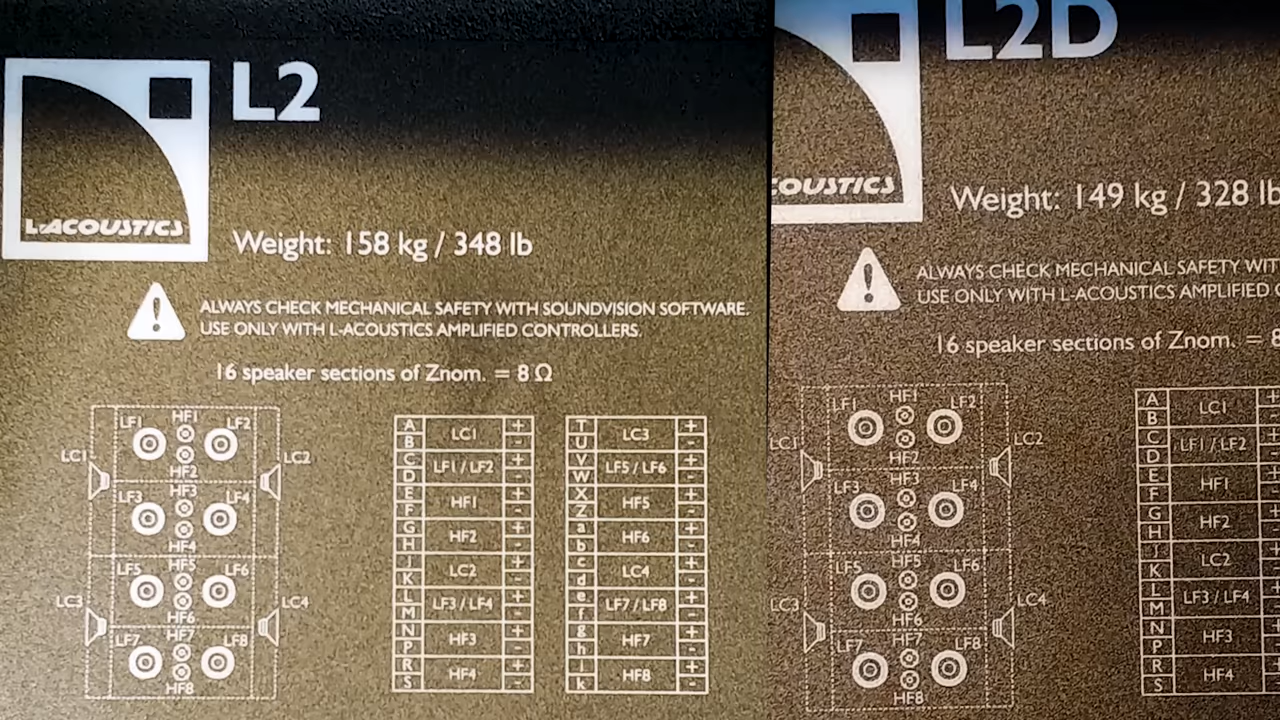 L2
L-ACOUSTICS
Weight: 158 kg / 348 lb
ALWAYS CHECK MECHANICAL SAFETY WITH SOUNDVISION SOFTWARE.
USE ONLY WITH L-ACOUSTICS AMPLIFIED CONTROLLERS.
16 speaker sections of Znom. = 8 Ω
LF1 HF1 LF2
LC1 HF2 LC2
LF3 HF3 LF4
HF4
LF5 HF5 LF6
LC3 HF6 LC4
LF7 HF7 LF8
HF8
A LC1 +
B -
C LF1 / LF2 +
D -
E HF1 +
F -
G HF2 +
H -
J LC2 +
K -
L LF3 / LF4 +
M -
N HF3 +
P -
R HF4 +
S -
T LC3 +
U -
V LF5 / LF6 +
W -
X HF5 +
Z -
a HF6 +
b -
c LC4 +
d -
e LF7 / LF8 +
f -
g HF7 +
h -
j HF8 +
k -
L2D
COUSTICS
Weight: 149 kg / 328 lb
ALWAYS CHECK MECHANICAL SAFETY WIT
USE ONLY WITH L-ACOUSTICS AMPLIFIED
16 speaker sections of Znom. = 8
LF1 HF1 LF2
LC1 HF2 LC2
LF3 HF3 LF4
HF4
LF5 HF5 LF6
LC3 HF6 LC4
LF7 HF7 LF8
HF8
A LC1 +
B -
C LF1 / LF2 +
D -
E HF1 +
F -
G HF2 +
H -
J LC2 +
K -
L LF3 / LF4 +
M -
N HF3 +
P -
R HF4 +
S -